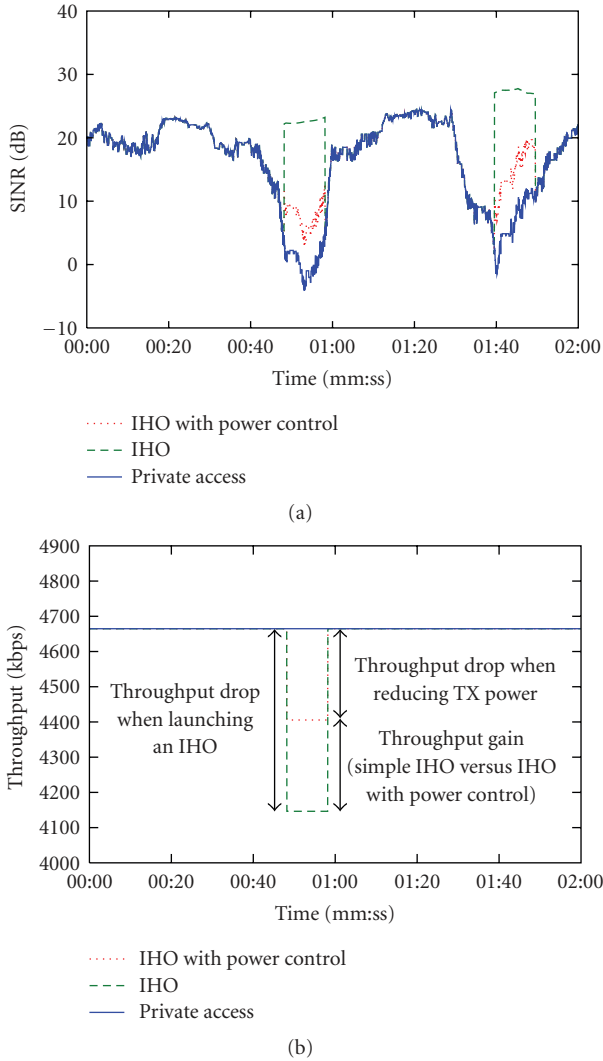 40
30
20
10
0
−10
SINR (dB)
00:00 00:20 00:40 01:00 01:20 01:40 02:00
Time (mm:ss)
IHO with power control
IHO
Private access
(a)
4900
4800
4700
4600
4500
4400
4300
4200
4100
4000
Throughput (kbps)
Throughput drop
when launching
an IHO
Throughput drop when
reducing TX power
Throughput gain
(simple IHO versus IHO
with power control)
00:00 00:20 00:40 01:00 01:20 01:40 02:00
Time (mm:ss)
IHO with power control
IHO
Private access
(b)